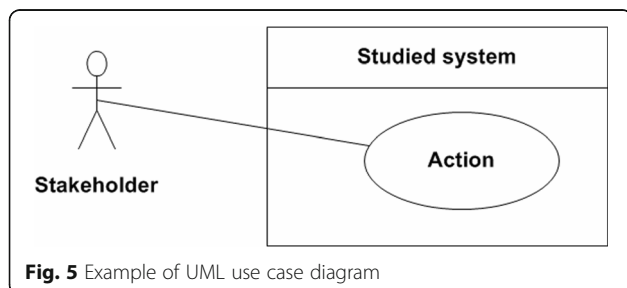 Studied system
Action
Stakeholder
Fig. 5 Example of UML use case diagram